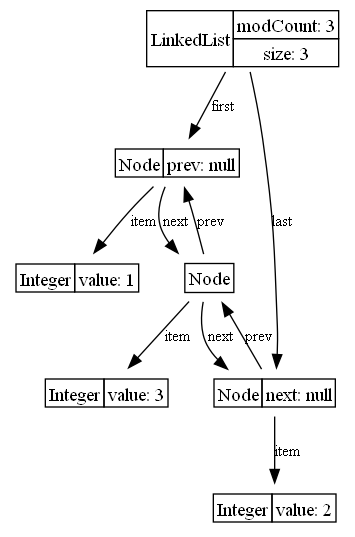 LinkedList
modCount: 3
size: 3
first
Node
prev: null
item
next
prev
last
Integer
value: 1
Node
item
next
prev
Integer
value: 3
Node
next: null
item
Integer
value: 2